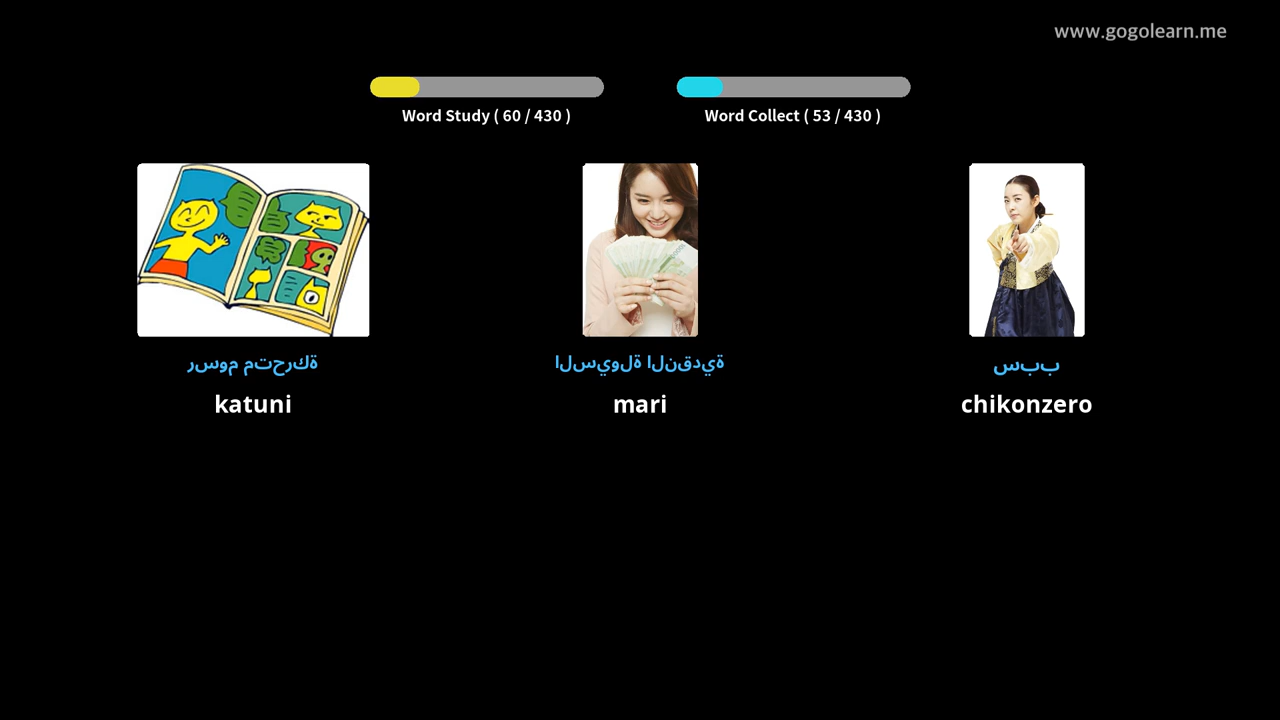 www.gogolearn.me
Word Study ( 60 / 430 )
Word Collect ( 53 / 430 )
رسوم متحركة
السيولة النقدية
سبب
katuni
mari
chikonzero